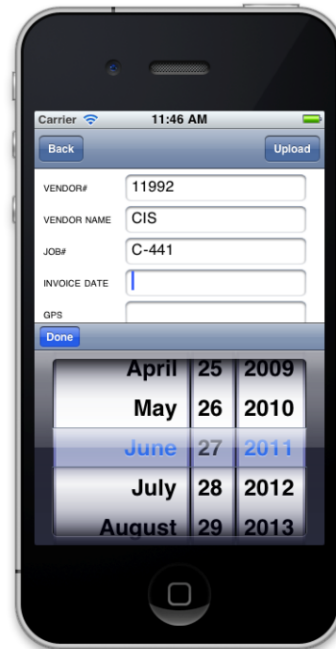 Carrier 11:46 AM
Back Upload
VENDOR# 11992
VENDOR NAME CIS
JOB# C-441
INVOICE DATE
GPS
Done
April 25 2009
May 26 2010
June 27 2011
July 28 2012
August 29 2013